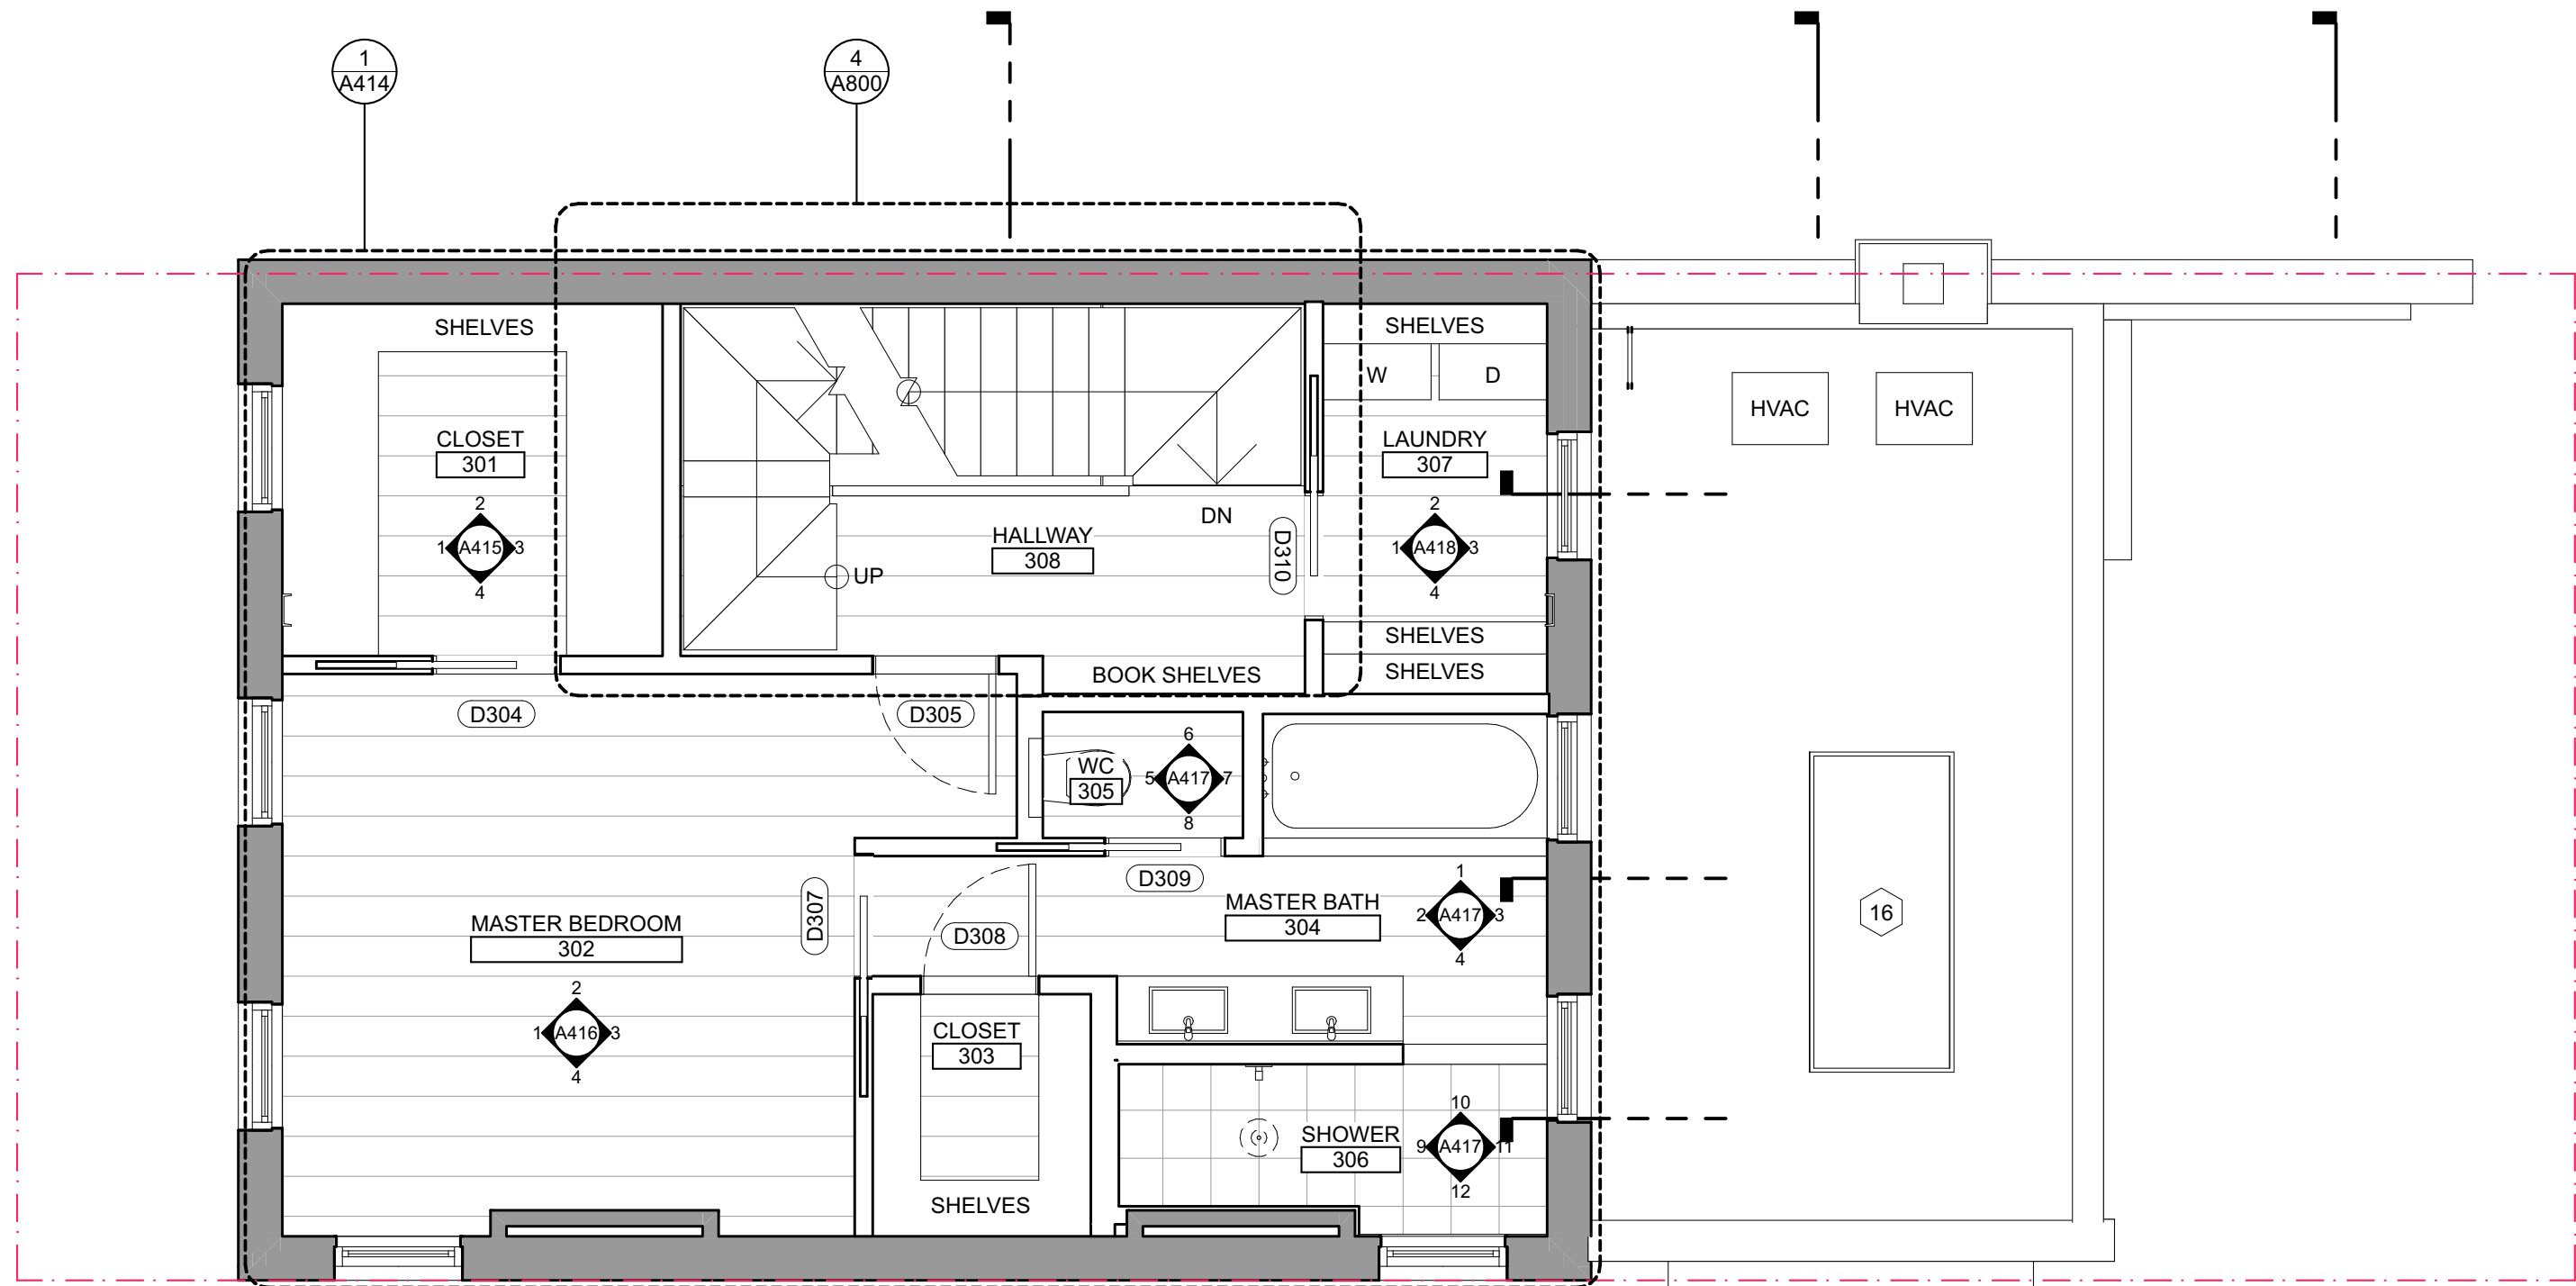 1
A414
4
A800
SHELVES
SHELVES
W
D
HVAC
HVAC
CLOSET
301
LAUNDRY
307
2
1 A415 3
4
DN
HALLWAY
308
D310
2
1 A418 3
4
UP
SHELVES
SHELVES
BOOK SHELVES
D304
D305
WC
305
6
5 A417 7
8
D309
D307
D308
MASTER BEDROOM
302
MASTER BATH
304
1
2 A417 3
4
16
2
1 A416 3
4
CLOSET
303
SHOWER
306
10
9 A417 11
12
SHELVES